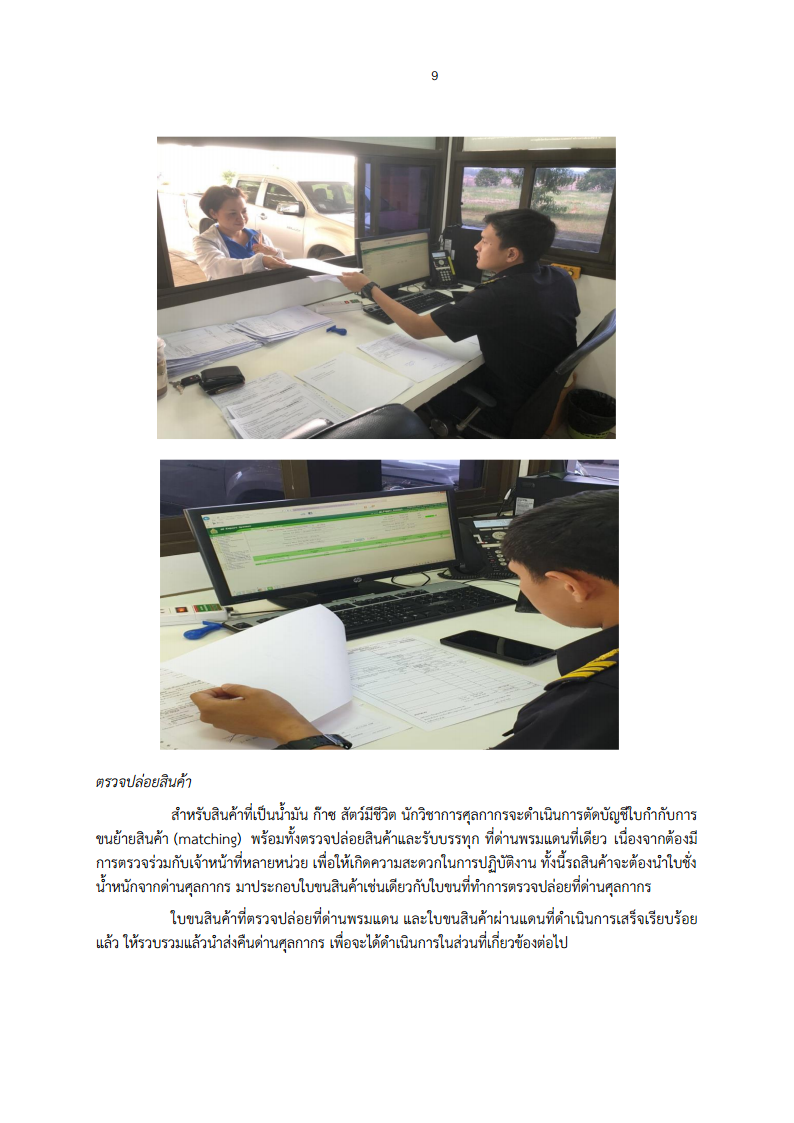 9
ตรวจปล่อยสินค้า
สำหรับสินค้าที่เป็นน้ำมัน ก๊าซ สัตว์มีชีวิต นักวิชาการศุลกากรจะดำเนินการตัดบัญชีใบกำกับการ
ขนย้ายสินค้า (matching) พร้อมทั้งตรวจปล่อยสินค้าและรับบรรทุก ที่ด่านพรมแดนที่เดียว เนื่องจากต้องมี
การตรวจร่วมกับเจ้าหน้าที่หลายหน่วย เพื่อให้เกิดความสะดวกในการปฏิบัติงาน ทั้งนี้รถสินค้าจะต้องนำใบชั่ง
น้ำหนักจากด่านศุลกากร มาประกอบใบขนสินค้าเช่นเดียวกับใบขนที่ทำการตรวจปล่อยที่ด่านศุลกากร
ใบขนสินค้าที่ตรวจปล่อยที่ด่านพรมแดน และใบขนสินค้าผ่านแดนที่ดำเนินการเสร็จเรียบร้อย
แล้ว ให้รวบรวมแล้วนำส่งคืนด่านศุลกากร เพื่อจะได้ดำเนินการในส่วนที่เกี่ยวข้องต่อไป